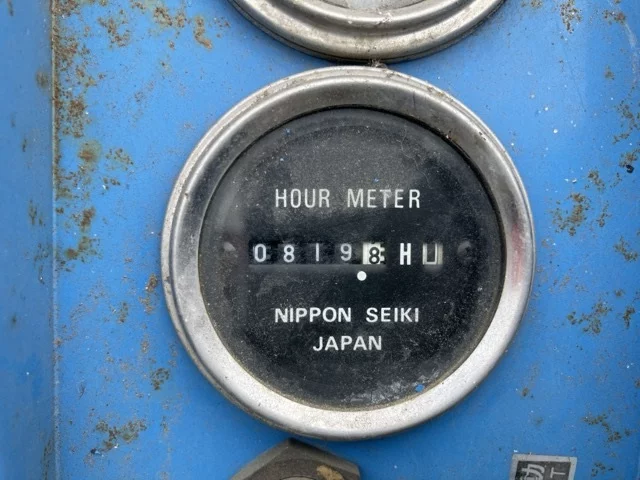 HOUR METER
08198 H
NIPPON SEIKI
JAPAN